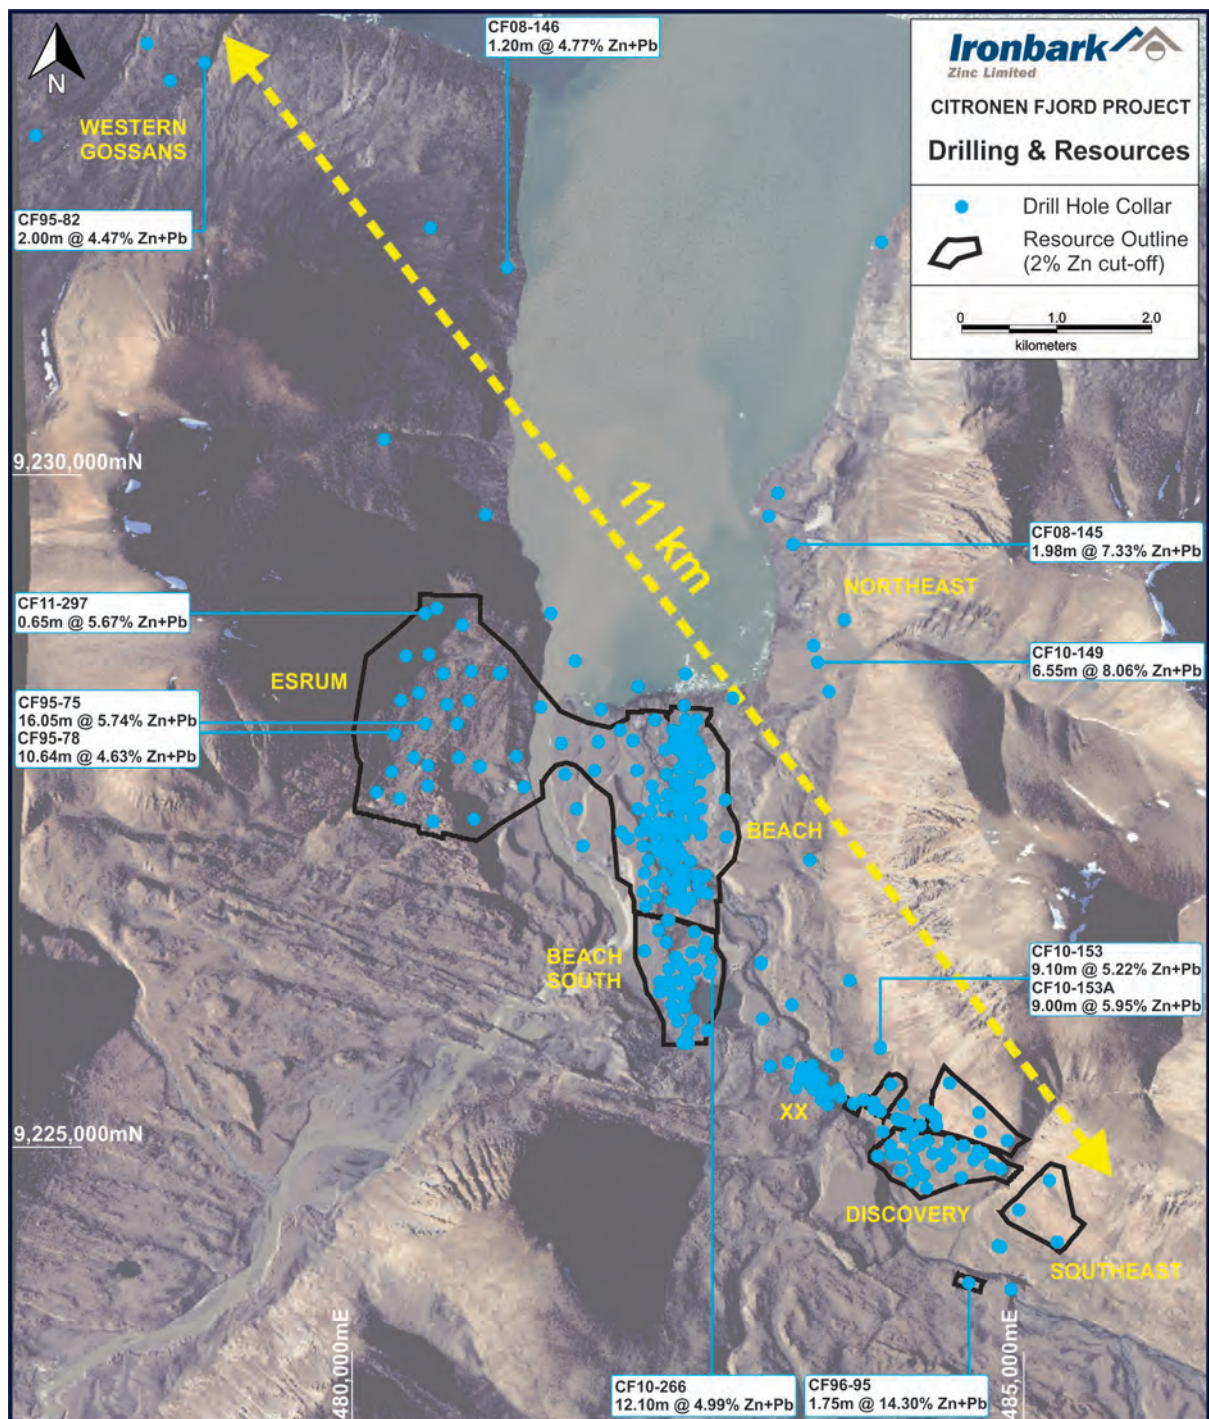 CF08-146
1.20m @ 4.77% Zn+Pb
Ironbark
Zinc Limited
CITRONEN FJORD PROJECT
Drilling & Resources
Drill Hole Collar
Resource Outline
(2% Zn cut-off)
0 1.0 2.0
kilometers
N
WESTERN
GOSSANS
CF95-82
2.00m @ 4.47% Zn+Pb
9,230,000mN
11 km
CF08-145
1.98m @ 7.33% Zn+Pb
NORTHEAST
CF11-297
0.65m @ 5.67% Zn+Pb
CF10-149
6.55m @ 8.06% Zn+Pb
ESRUM
CF95-75
16.05m @ 5.74% Zn+Pb
CF95-78
10.64m @ 4.63% Zn+Pb
BEACH
BEACH
SOUTH
CF10-153
9.10m @ 5.22% Zn+Pb
CF10-153A
9.00m @ 5.95% Zn+Pb
XX
9,225,000mN
DISCOVERY
SOUTHEAST
480,000mE
485,000mE
CF10-266
12.10m @ 4.99% Zn+Pb
CF96-95
1.75m @ 14.30% Zn+Pb